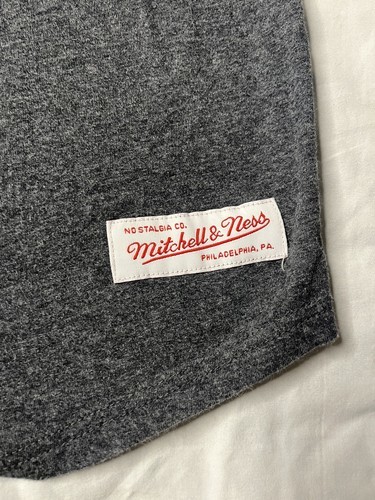 NOSTALGIA CO.
Mitchell & Ness
PHILADELPHIA, PA.